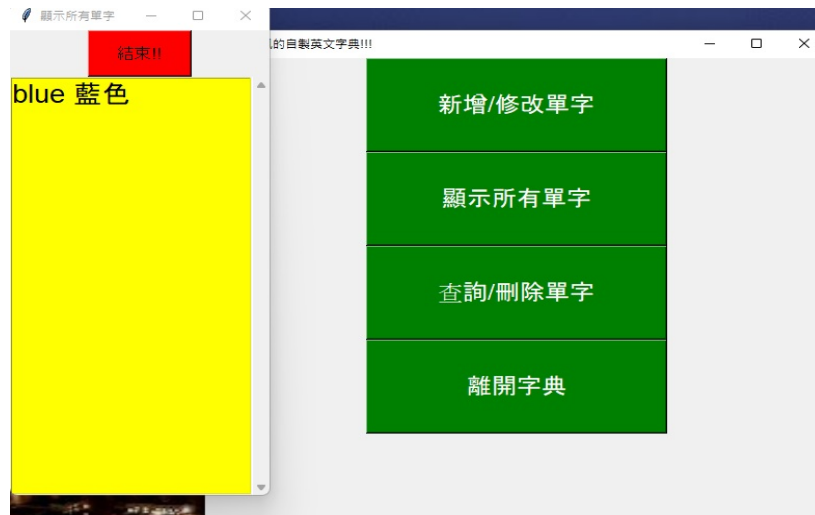 顯示所有單字
結束!!
blue 藍色
的自製英文字典!!!
新增/修改單字
顯示所有單字
查詢/刪除單字
離開字典